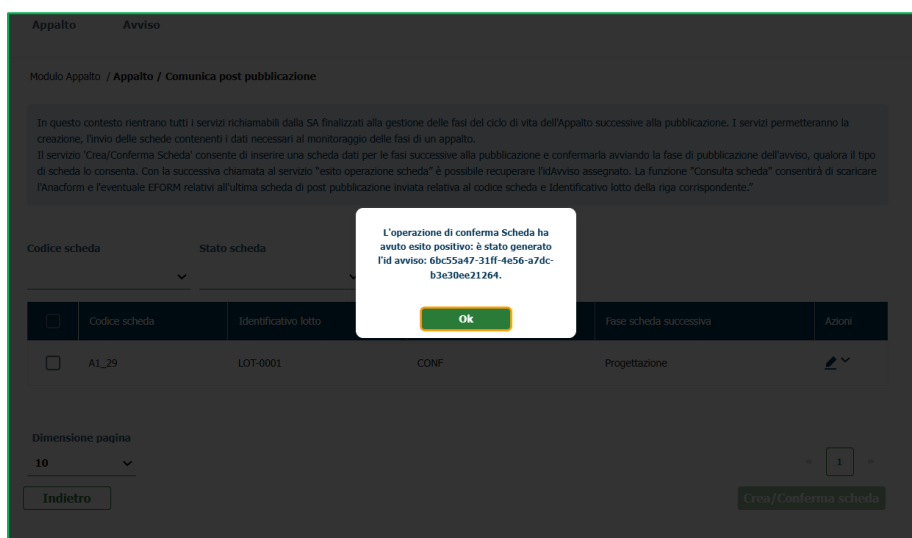 Appalto Avviso
Modulo Appalto / Appalto / Comunica post pubblicazione
In questo contesto rientrano tutti i servizi richiamabili dalla SA finalizzati alla gestione delle fasi del ciclo di vita dell'Appalto successive alla pubblicazione. I servizi permetteranno la
creazione, l'invio delle schede contenenti i dati necessari al monitoraggio delle fasi di un appalto.
Il servizio 'Crea/Conferma Scheda' consente di inserire una scheda dati per le fasi successive alla pubblicazione e confermarla avviando la fase di pubblicazione dell'avviso, qualora il tipo
di scheda lo consenta. Con la successiva chiamata al servizio "esito operazione scheda" è possibile recuperare l'idAvviso assegnato. La funzione "Consulta scheda" consentirà di scaricare
l'Anacform e l'eventuale EFORM relativi all'ultima scheda di post pubblicazione inviata relativa al codice scheda e Identificativo lotto della riga corrispondente."
L'operazione di conferma Scheda ha
avuto esito positivo: è stato generato
l'id avviso: 6bc55a47-31ff-4e56-a7dc-
b3e30ee21264.
Ok
Codice scheda Stato scheda
Codice scheda Identificativo lotto Fase scheda successiva Azioni
A1_29 LOT-0001 CONF Progettazione
Dimensione pagina
10
1
Indietro Crea/Conferma scheda